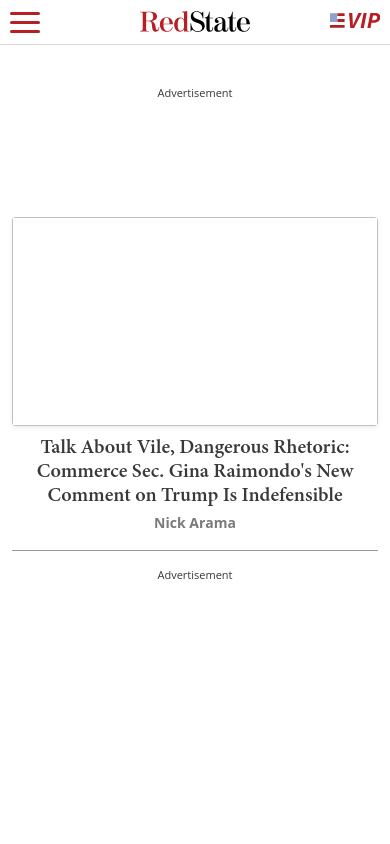 RedState
VIP
Advertisement
Talk About Vile, Dangerous Rhetoric:
Commerce Sec. Gina Raimondo's New
Comment on Trump Is Indefensible
Nick Arama
Advertisement